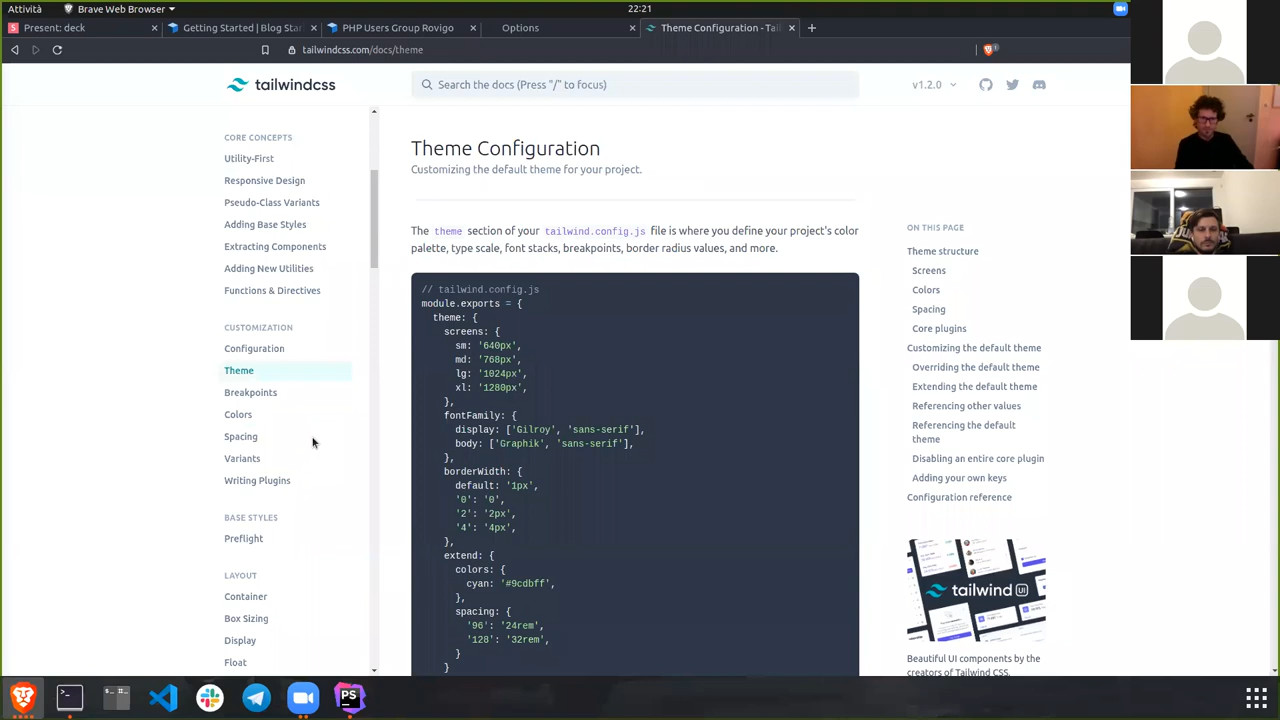 Attività
Brave Web Browser
22:21
Present: deck
Getting Started | Blog Star
PHP Users Group Rovigo
Options
Theme Configuration - Tail
tailwindcss.com/docs/theme
1
tailwindcss
Search the docs (Press "/" to focus)
v1.2.0
CORE CONCEPTS
Utility-First
Responsive Design
Pseudo-Class Variants
Adding Base Styles
Extracting Components
Adding New Utilities
Functions & Directives
CUSTOMIZATION
Configuration
Theme
Breakpoints
Colors
Spacing
Variants
Writing Plugins
BASE STYLES
Preflight
LAYOUT
Container
Box Sizing
Display
Float
Theme Configuration
Customizing the default theme for your project.
The theme section of your tailwind.config.js file is where you define your project's color
palette, type scale, font stacks, breakpoints, border radius values, and more.
// tailwind.config.js
module.exports = {
theme: {
screens: {
sm: '640px',
md: '768px',
lg: '1024px',
xl: '1280px',
},
fontFamily: {
display: ['Gilroy', 'sans-serif'],
body: ['Graphik', 'sans-serif'],
},
borderWidth: {
default: '1px',
'0': '0',
'2': '2px',
'4': '4px',
},
extend: {
colors: {
cyan: '#9cdbff',
},
spacing: {
'96': '24rem',
'128': '32rem',
}
}
ON THIS PAGE
Theme structure
Screens
Colors
Spacing
Core plugins
Customizing the default theme
Overriding the default theme
Extending the default theme
Referencing other values
Referencing the default
theme
Disabling an entire core plugin
Adding your own keys
Configuration reference
tailwind UI
Beautiful UI components by the
creators of Tailwind CSS.
PS